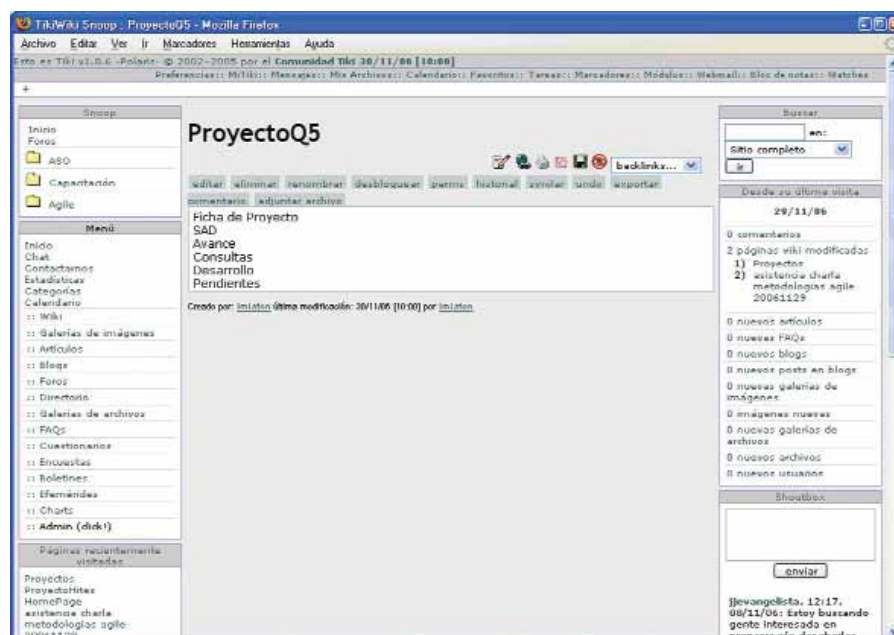 TikiWiki Snoop : ProyectoQ5 - Mozilla Firefox
Archivo Editar Ver Ir Marcadores Herramientas Ayuda
Esto es Tiki v1.8.6 -Polaris- © 2002-2005 por el Comunidad Tiki 30/11/06 [10:00]
Preferencias:: MiTiki:: Mensajes:: Mis Archivos:: Calendario:: Favoritos:: Tareas:: Marcadores:: Módulos:: Webmail:: Bloc de notas:: Watches
+
Snoop
Inicio
Foros
ASO
Capacitación
Agile
Menú
Inicio
Chat
Contactarnos
Estadísticas
Categorías
Calendario
:: Wiki
:: Galerías de imágenes
:: Artículos
:: Blogs
:: Foros
:: Directorio
:: Galerías de archivos
:: FAQs
:: Cuestionarios
:: Encuestas
:: Boletines
:: Efemérides
:: Charts
:: Admin (click!)
Páginas recientemente
visitadas
Proyectos
ProyectoHites
HomePage
asistencia charla
metodologias agile
20061129
ProyectoQ5
backlinks...
editar eliminar renombrar desbloquear perms historial similar undo exportar
comentario adjuntar archivo
Ficha de Proyecto
SAD
Avance
Consultas
Desarrollo
Pendientes
Creado por: última modificación: 30/11/06 [10:00] por
Buscar
en:
Sitio completo
ir
Desde su última visita
29/11/06
0 comentarios
2 páginas wiki modificadas
1) Proyectos
2) asistencia charla
metodologias agile
20061129
0 nuevos artículos
0 nuevas FAQs
0 nuevos blogs
0 nuevos posts en blogs
0 nuevas galerías de
imágenes
0 imágenes nuevas
0 nuevas galerías de
archivos
0 nuevos archivos
0 nuevos usuarios
Shoutbox
enviar
jjevangelista, 12:17,
08/11/06: Estoy buscando
gente interesada en